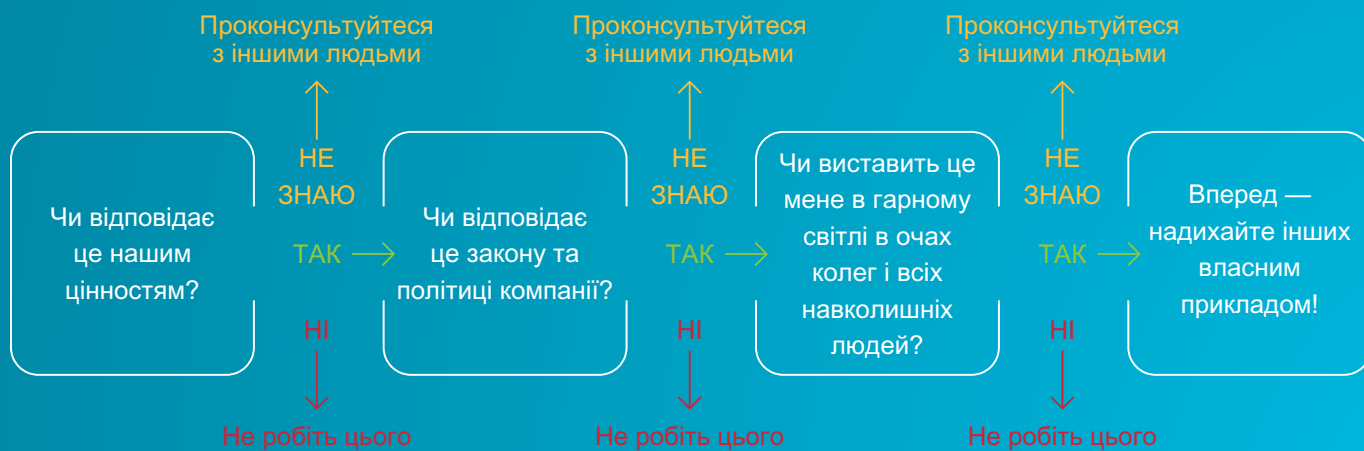 Проконсультуйтеся
з іншими людьми
Проконсультуйтеся
з іншими людьми
Проконсультуйтеся
з іншими людьми
Чи відповідає
це нашим
цінностям?
НЕ
ЗНАЮ
ТАК
НІ
Чи відповідає
це закону та
політиці компанії?
НЕ
ЗНАЮ
ТАК
НІ
Чи виставить це
мене в гарному
світлі в очах
колег і всіх
навколишніх
людей?
НЕ
ЗНАЮ
ТАК
НІ
Вперед —
надихайте інших
власним
прикладом!
Не робіть цього
Не робіть цього
Не робіть цього